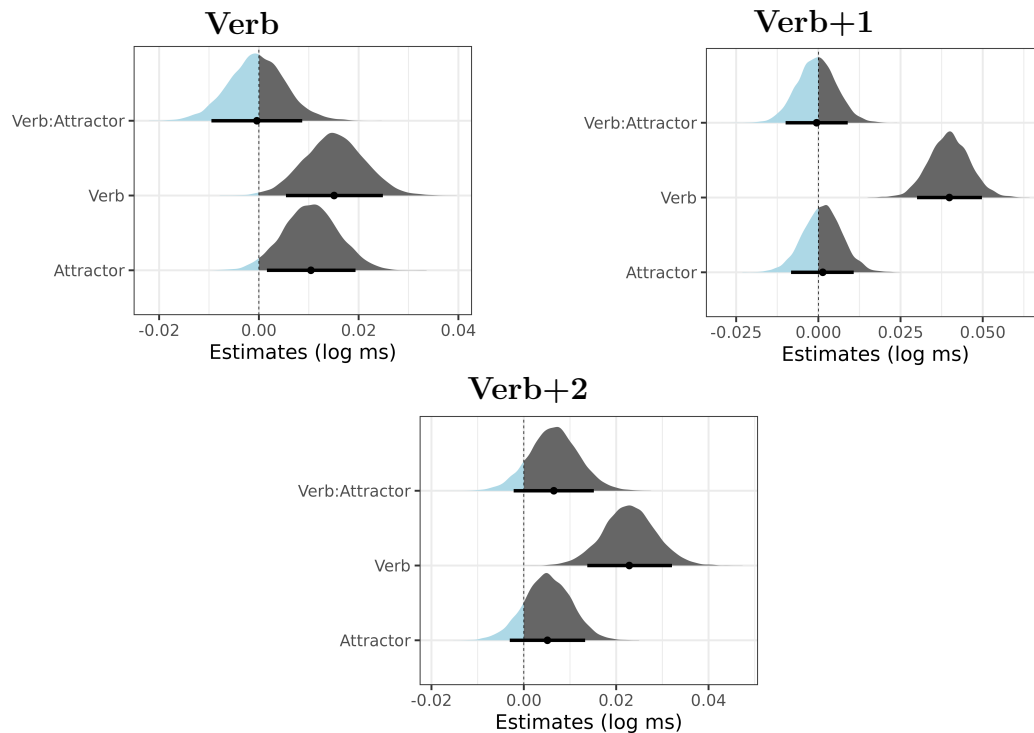 Verb
Verb:Attractor
Verb
Attractor
-0.02 0.00 0.02 0.04
Estimates (log ms)
Verb+1
Verb:Attractor
Verb
Attractor
-0.025 0.000 0.025 0.050
Estimates (log ms)
Verb+2
Verb:Attractor
Verb
Attractor
-0.02 0.00 0.02 0.04
Estimates (log ms)